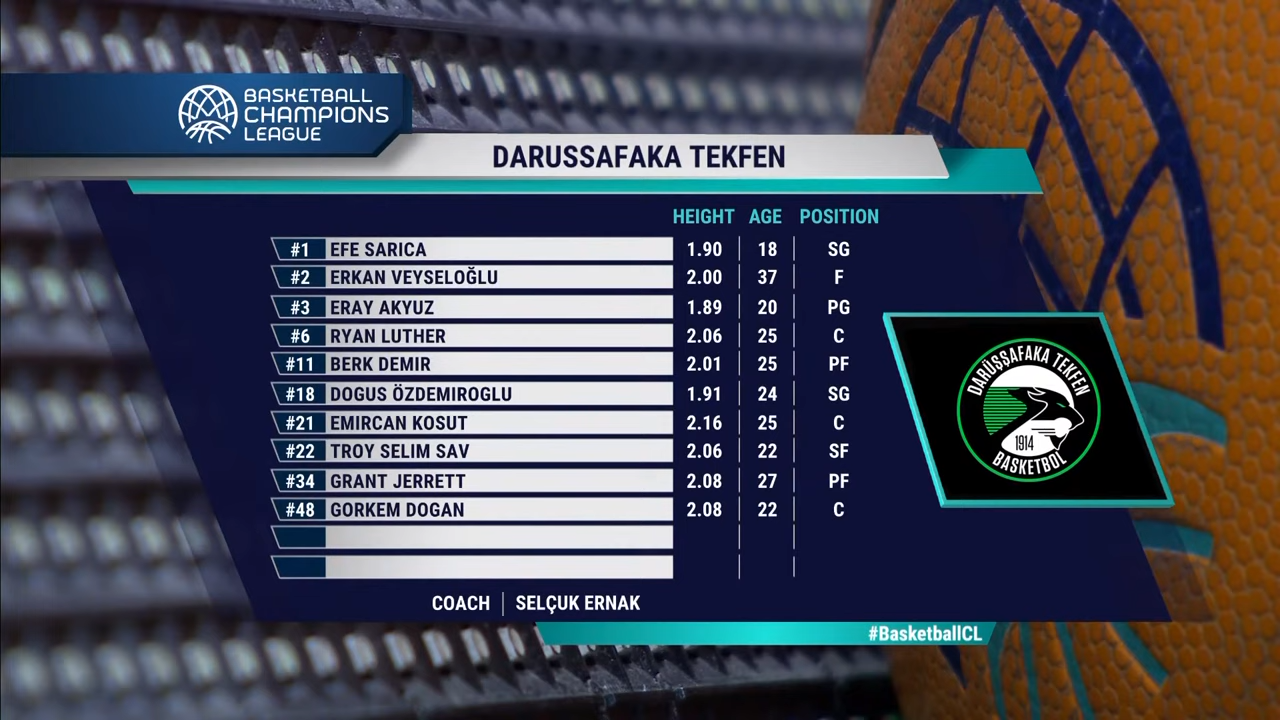 BASKETBALL
CHAMPIONS
LEAGUE
DARUSSAFAKA TEKFEN
HEIGHT AGE POSITION
#1 EFE SARICA 1.90 18 SG
#2 ERKAN VEYSELOĞLU 2.00 37 F
#3 ERAY AKYUZ 1.89 20 PG
#6 RYAN LUTHER 2.06 25 C
#11 BERK DEMIR 2.01 25 PF
#18 DOGUS ÖZDEMIROGLU 1.91 24 SG
#21 EMIRCAN KOSUT 2.16 25 C
#22 TROY SELIM SAV 2.06 22 SF
#34 GRANT JERRETT 2.08 27 PF
#48 GORKEM DOGAN 2.08 22 C
DARÜŞŞAFAKA TEKFEN
1914
BASKETBOL
COACH | SELÇUK ERNAK
#BasketballCL